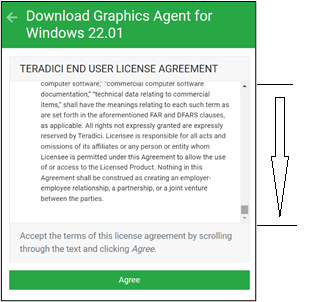 Download Graphics Agent for
Windows 22.01
TERADICI END USER LICENSE AGREEMENT
computer software," "commercial computer software
documentation," "technical data relating to commercial
items," shall have the meanings relating to each such term as
are set forth in the aforementioned FAR and DFARS clauses,
as applicable. All rights not expressly granted are expressly
reserved by Teradici. Licensee is responsible for all acts and
omissions of its affiliates or any person or entity whom
Licensee is permitted under this Agreement to allow the use
of or access to the Licensed Product. Nothing in this
Agreement shall be construed as creating an employer-
employee relationship, a partnership, or a joint venture
between the parties.
Accept the terms of this license agreement by scrolling
through the text and clicking Agree.
Agree